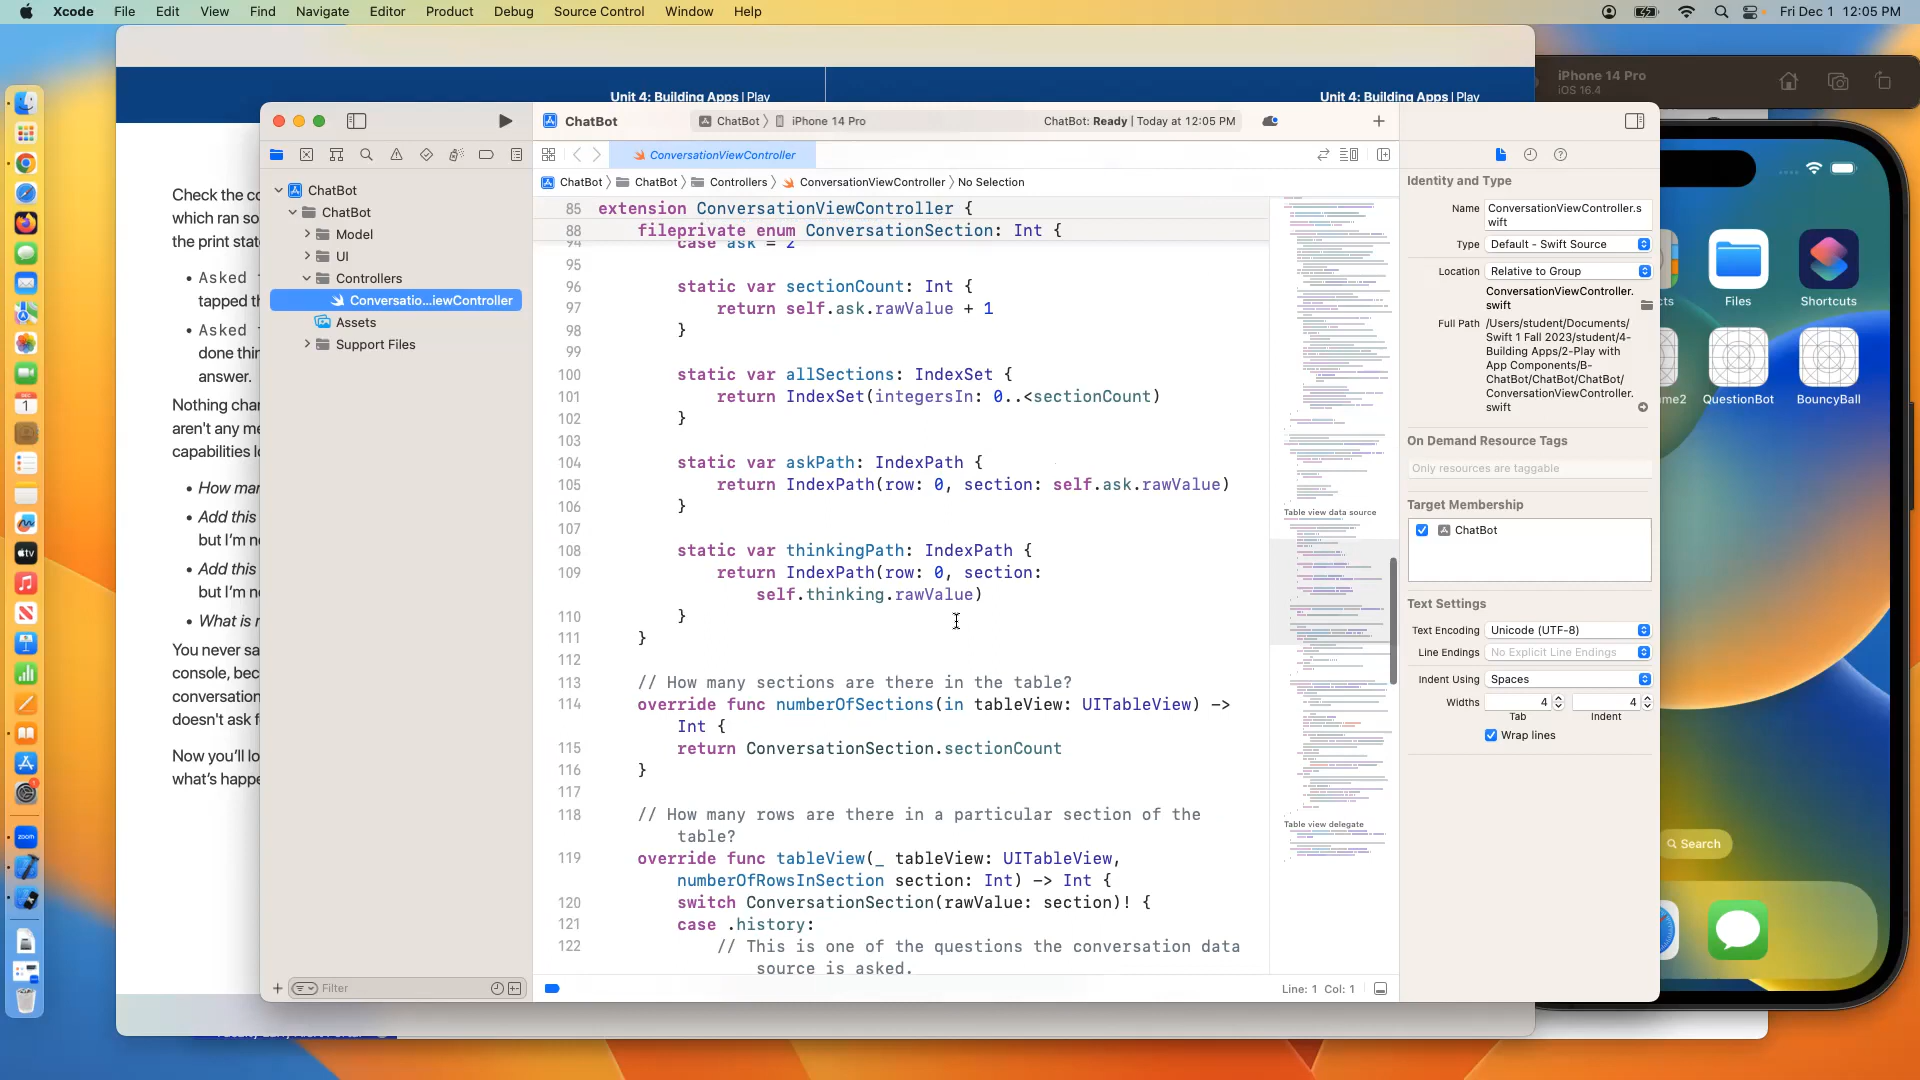 Xcode File Edit View Find Navigate Editor Product Debug Source Control Window Help
Fri Dec 1 12:05 PM
Unit 4: Building Apps | Play
Unit 4: Building Apps | Play
iPhone 14 Pro
iOS 16.4
ChatBot
ChatBot
iPhone 14 Pro
ChatBot: Ready | Today at 12:05 PM
ConversationViewController
ChatBot
ChatBot
Controllers
ConversationViewController
No Selection
ChatBot
ChatBot
Model
UI
Controllers
Conversatio...iewController
Assets
Support Files
Filter
Check the co
which ran so
the print stat
• Asked
tapped th
• Asked
done thin
answer.
Nothing char
aren't any me
capabilities l
• How mar
• Add this
but I'm no
• Add this
but I'm no
• What is
You never sa
console, bec
conversation
doesn't ask f
Now you'll lo
what's happe
85 extension ConversationViewController {
88 fileprivate enum ConversationSection: Int {
94 case ask = 2
95
96 static var sectionCount: Int {
97 return self.ask.rawValue + 1
98 }
99
100 static var allSections: IndexSet {
101 return IndexSet(integersIn: 0..<sectionCount)
102 }
103
104 static var askPath: IndexPath {
105 return IndexPath(row: 0, section: self.ask.rawValue)
106 }
107
108 static var thinkingPath: IndexPath {
109 return IndexPath(row: 0, section:
self.thinking.rawValue)
110 }
111 }
112
113 // How many sections are there in the table?
114 override func numberOfSections(in tableView: UITableView) ->
Int {
115 return ConversationSection.sectionCount
116 }
117
118 // How many rows are there in a particular section of the
table?
119 override func tableView(_ tableView: UITableView,
numberOfRowsInSection section: Int) -> Int {
120 switch ConversationSection(rawValue: section)! {
121 case .history:
122 // This is one of the questions the conversation data
source is asked.
Line: 1 Col: 1
Table view data source
Table view delegate
Identity and Type
Name ConversationViewController.s
wift
Type Default - Swift Source
Location Relative to Group
ConversationViewController.
swift
Full Path /Users/student/Documents/
Swift 1 Fall 2023/student/4-
Building Apps/2-Play with
App Components/B-
ChatBot/ChatBot/ChatBot/
ConversationViewController.
swift
On Demand Resource Tags
Only resources are taggable
Target Membership
ChatBot
Text Settings
Text Encoding Unicode (UTF-8)
Line Endings No Explicit Line Endings
Indent Using Spaces
Widths 4 4
Tab Indent
Wrap lines
cts Files Shortcuts
me2 QuestionBot BouncyBall
Search
DEC
1
tv
zoom
1